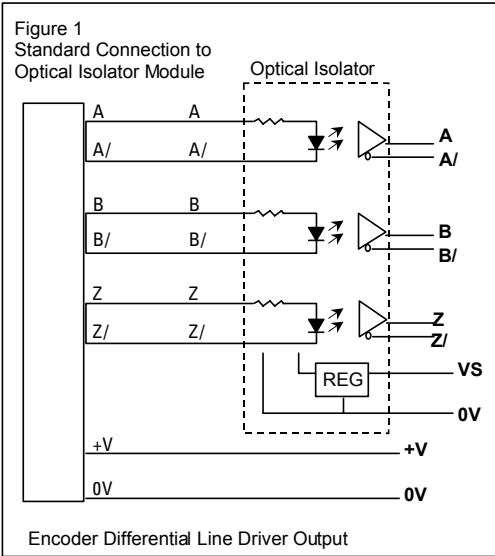 Figure 1
Standard Connection to
Optical Isolator Module
Optical Isolator
A A A
A/ A/ A/
B B B
B/ B/ B/
Z Z Z
Z/ Z/ Z/
VS
REG
0V
+V +V
0V 0V
Encoder Differential Line Driver Output